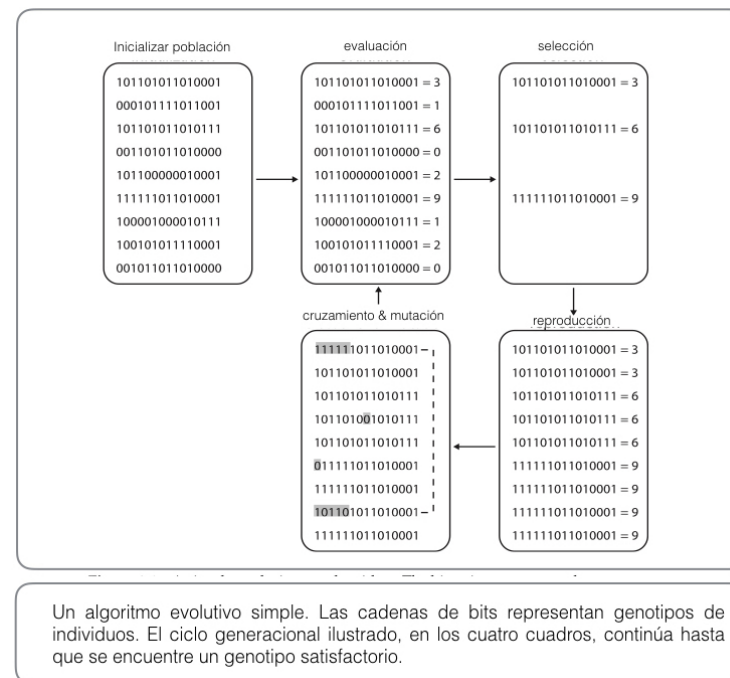 Inicializar población
101101011010001
000101111011001
101101011010111
001101011010000
101100000010001
111111011010001
100001000010111
100101011110001
001011011010000
evaluación
101101011010001 = 3
000101111011001 = 1
101101011010111 = 6
001101011010000 = 0
101100000010001 = 2
111111011010001 = 9
100001000010111 = 1
100101011110001 = 2
001011011010000 = 0
selección
101101011010001 = 3
101101011010111 = 6
111111011010001 = 9
reproducción
101101011010001 = 3
101101011010001 = 3
101101011010111 = 6
101101011010111 = 6
101101011010111 = 6
111111011010001 = 9
111111011010001 = 9
111111011010001 = 9
111111011010001 = 9
cruzamiento & mutación
111111011010001
101101011010001
101101011010111
101101001010111
101101011010111
011111011010001
111111011010001
101101011010001
111111011010001
Un algoritmo evolutivo simple. Las cadenas de bits representan genotipos de
individuos. El ciclo generacional ilustrado, en los cuatro cuadros, continúa hasta
que se encuentre un genotipo satisfactorio.